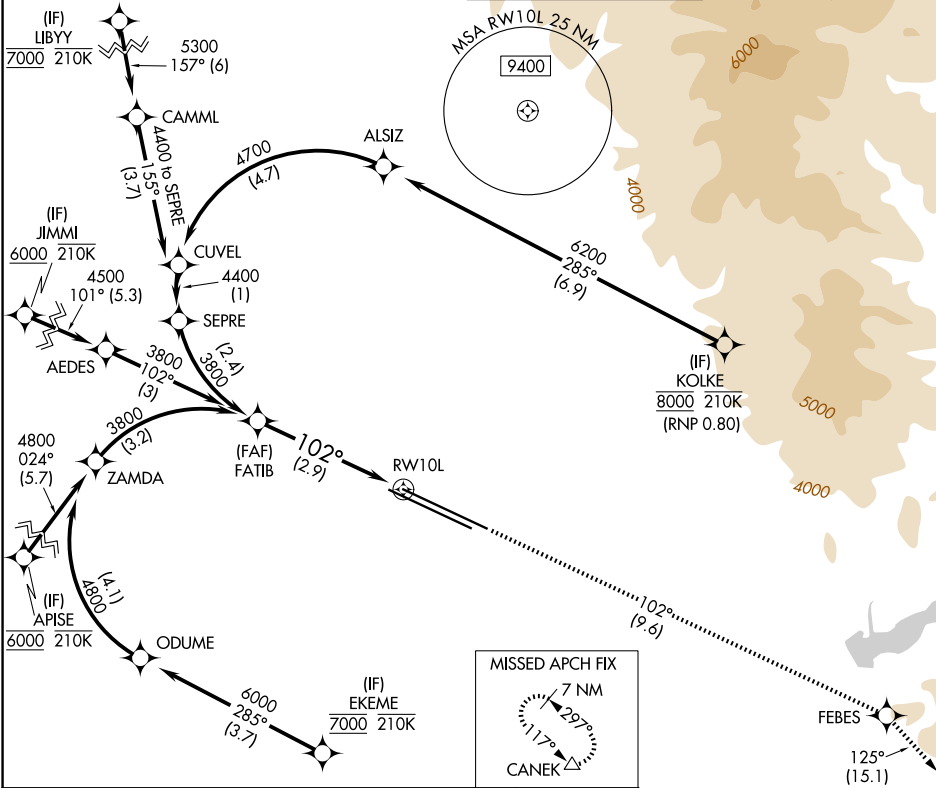 (IF)
LIBYY
7000 210K
5300
157° (6)
CAMML
4400 to SEPRE
155°
(3.7)
MSA RW10L 25 NM
9400
6000
ALSIZ
4700
(4.7)
4000
(IF)
JIMMI
6000 210K
4500
101° (5.3)
CUVEL
4400
(1)
SEPRE
6200
285°
(6.9)
AEDES
3800
102°
(3)
(2.4)
3800
(IF)
KOLKE
8000 210K
(RNP 0.80)
5000
4000
3800
(3.2)
4800
024°
(5.7)
ZAMDA
(FAF)
FATIB
102°
(2.9)
RW10L
(IF)
APISE
6000 210K
(4.1)
4800
ODUME
6000
285°
(3.7)
(IF)
EKEME
7000 210K
102°
(9.6)
MISSED APCH FIX
7 NM
297°
117°
CANEK
FEBES
125°
(15.1)